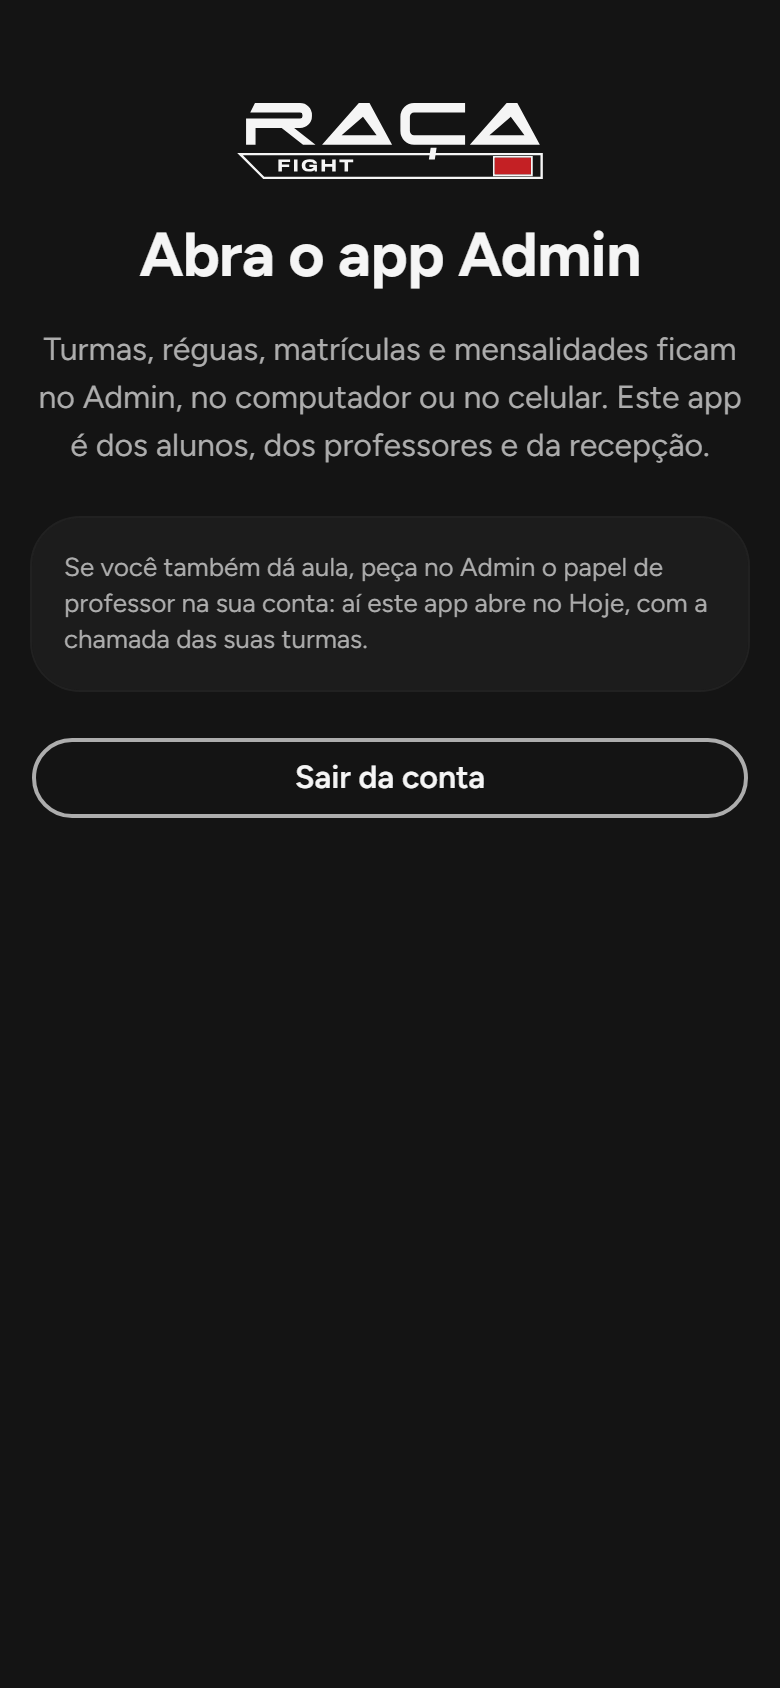 RAÇA
FIGHT
Abra o app Admin
Turmas, réguas, matrículas e mensalidades ficam
no Admin, no computador ou no celular. Este app
é dos alunos, dos professores e da recepção.
Se você também dá aula, peça no Admin o papel de
professor na sua conta: aí este app abre no Hoje, com a
chamada das suas turmas.
Sair da conta